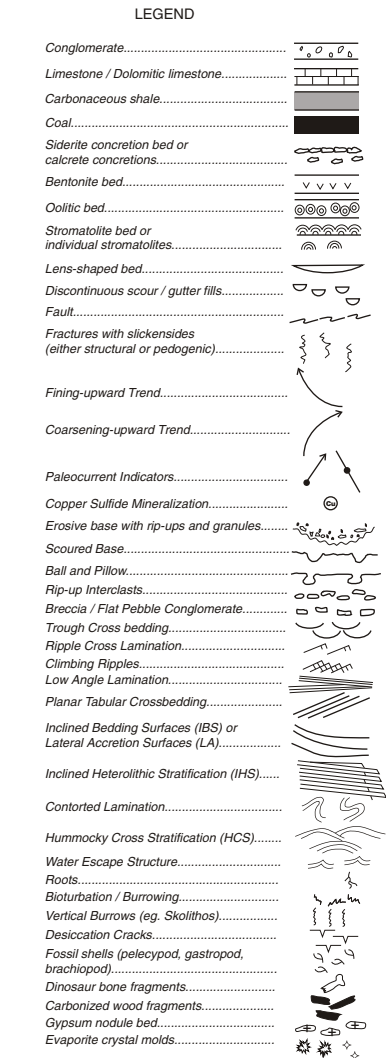 LEGEND
Conglomerate................................................
Limestone / Dolomitic limestone...................
Carbonaceous shale.....................................
Coal................................................................
Siderite concretion bed or
calcrete concretions......................................
Bentonite bed................................................
Oolitic bed.....................................................
Stromatolite bed or
individual stromatolites.................................
Lens-shaped bed..........................................
Discontinuous scour / gutter fills..................
Fault..............................................................
Fractures with slickensides
(either structural or pedogenic)....................
Fining-upward Trend......................................
Coarsening-upward Trend.............................
Paleocurrent Indicators.................................
Copper Sulfide Mineralization.......................
Cu
Erosive base with rip-ups and granules........
Scoured Base................................................
Ball and Pillow................................................
Rip-up Interclasts...........................................
Breccia / Flat Pebble Conglomerate.............
Trough Cross bedding...................................
Ripple Cross Lamination...............................
Climbing Ripples............................................
Low Angle Lamination...................................
Planar Tabular Crossbedding.......................
Inclined Bedding Surfaces (IBS) or
Lateral Accretion Surfaces (LA)..................
Inclined Heterolithic Stratification (IHS)......
Contorted Lamination...................................
Hummocky Cross Stratification (HCS)........
Water Escape Structure...............................
Roots............................................................
Bioturbation / Burrowing...............................
Vertical Burrows (eg. Skolithos).................
Desiccation Cracks.....................................
Fossil shells (pelecypod, gastropod,
brachiopod).................................................
Dinosaur bone fragments...........................
Carbonized wood fragments.....................
Gypsum nodule bed...................................
Evaporite crystal molds..............................